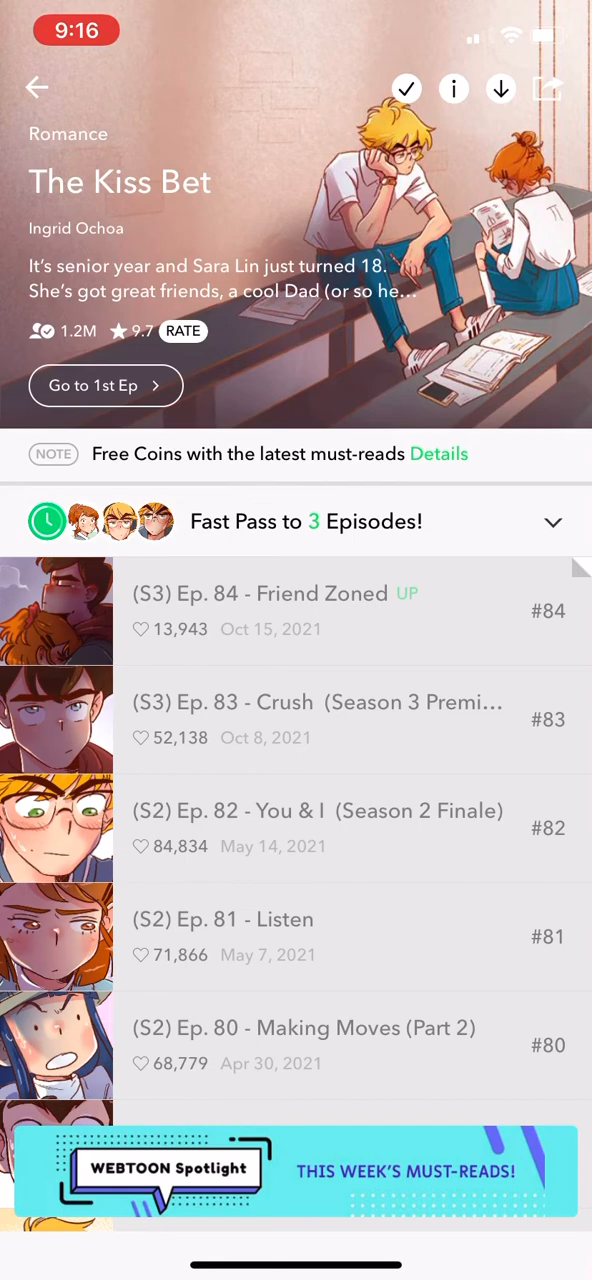 9:16
Romance
The Kiss Bet
Ingrid Ochoa
It's senior year and Sara Lin just turned 18.
She's got great friends, a cool Dad (or so he...
1.2M 9.7 RATE
Go to 1st Ep >
NOTE Free Coins with the latest must-reads Details
Fast Pass to 3 Episodes!
(S3) Ep. 84 - Friend Zoned UP
#84
13,943 Oct 15, 2021
(S3) Ep. 83 - Crush (Season 3 Premi...
#83
52,138 Oct 8, 2021
(S2) Ep. 82 - You & I (Season 2 Finale)
#82
84,834 May 14, 2021
(S2) Ep. 81 - Listen
#81
71,866 May 7, 2021
(S2) Ep. 80 - Making Moves (Part 2)
#80
68,779 Apr 30, 2021
WEBTOON Spotlight
THIS WEEK'S MUST-READS!